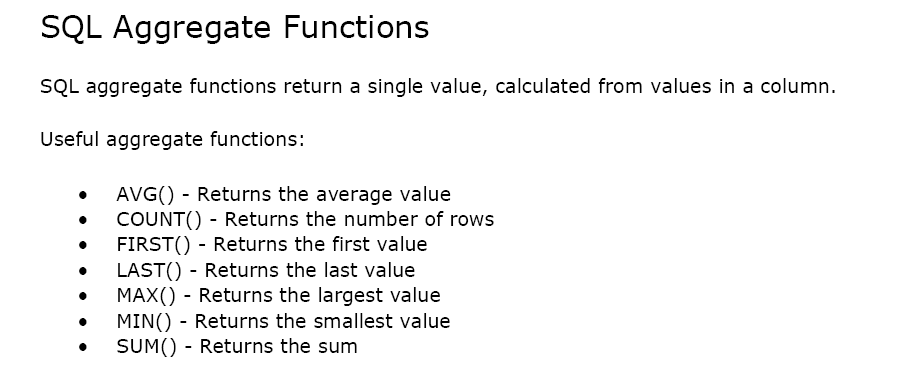 SQL Aggregate Functions
SQL aggregate functions return a single value, calculated from values in a column.
Useful aggregate functions:
• AVG() - Returns the average value
• COUNT() - Returns the number of rows
• FIRST() - Returns the first value
• LAST() - Returns the last value
• MAX() - Returns the largest value
• MIN() - Returns the smallest value
• SUM() - Returns the sum